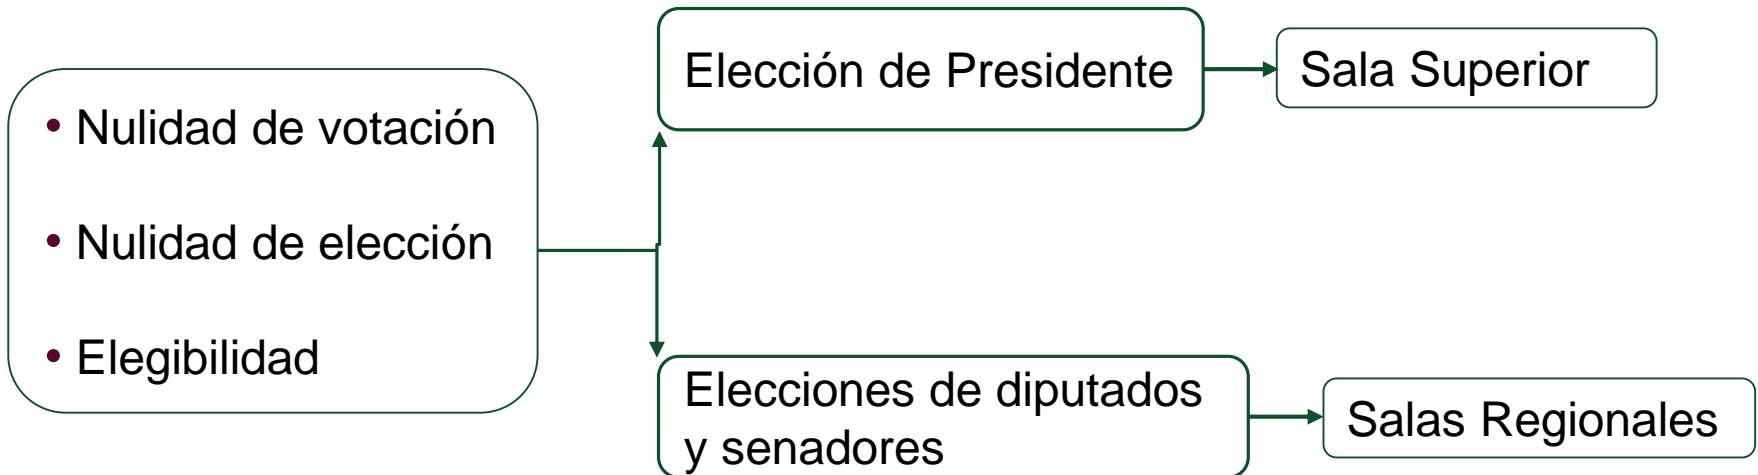 • Nulidad de votación
• Nulidad de elección
• Elegibilidad
Elección de Presidente
Sala Superior
Elecciones de diputados
y senadores
Salas Regionales